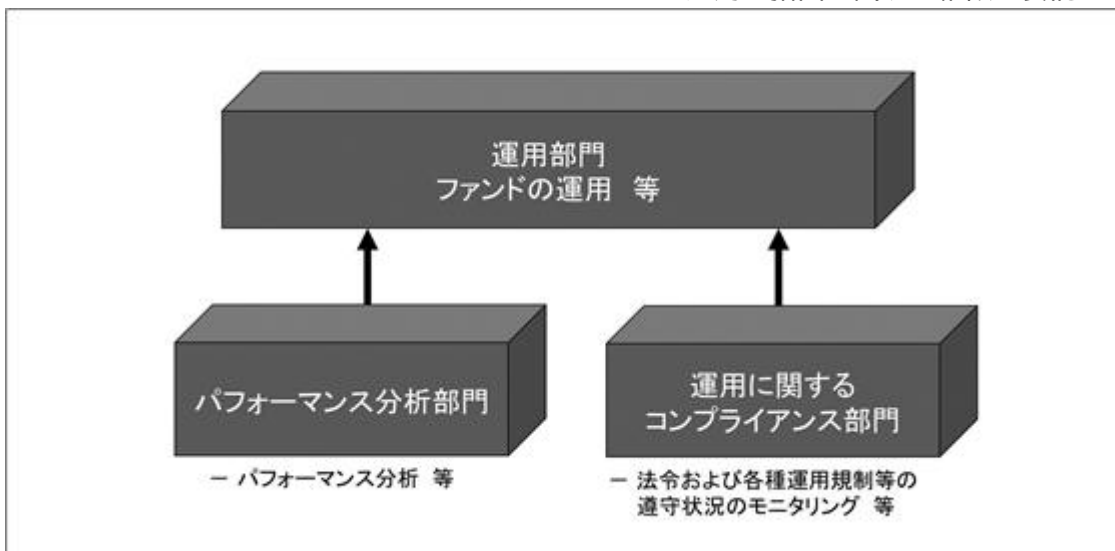 運用部門
ファンドの運用 等
パフォーマンス分析部門
運用に関する
コンプライアンス部門
－ パフォーマンス分析 等
－ 法令および各種運用規制等の
遵守状況のモニタリング 等